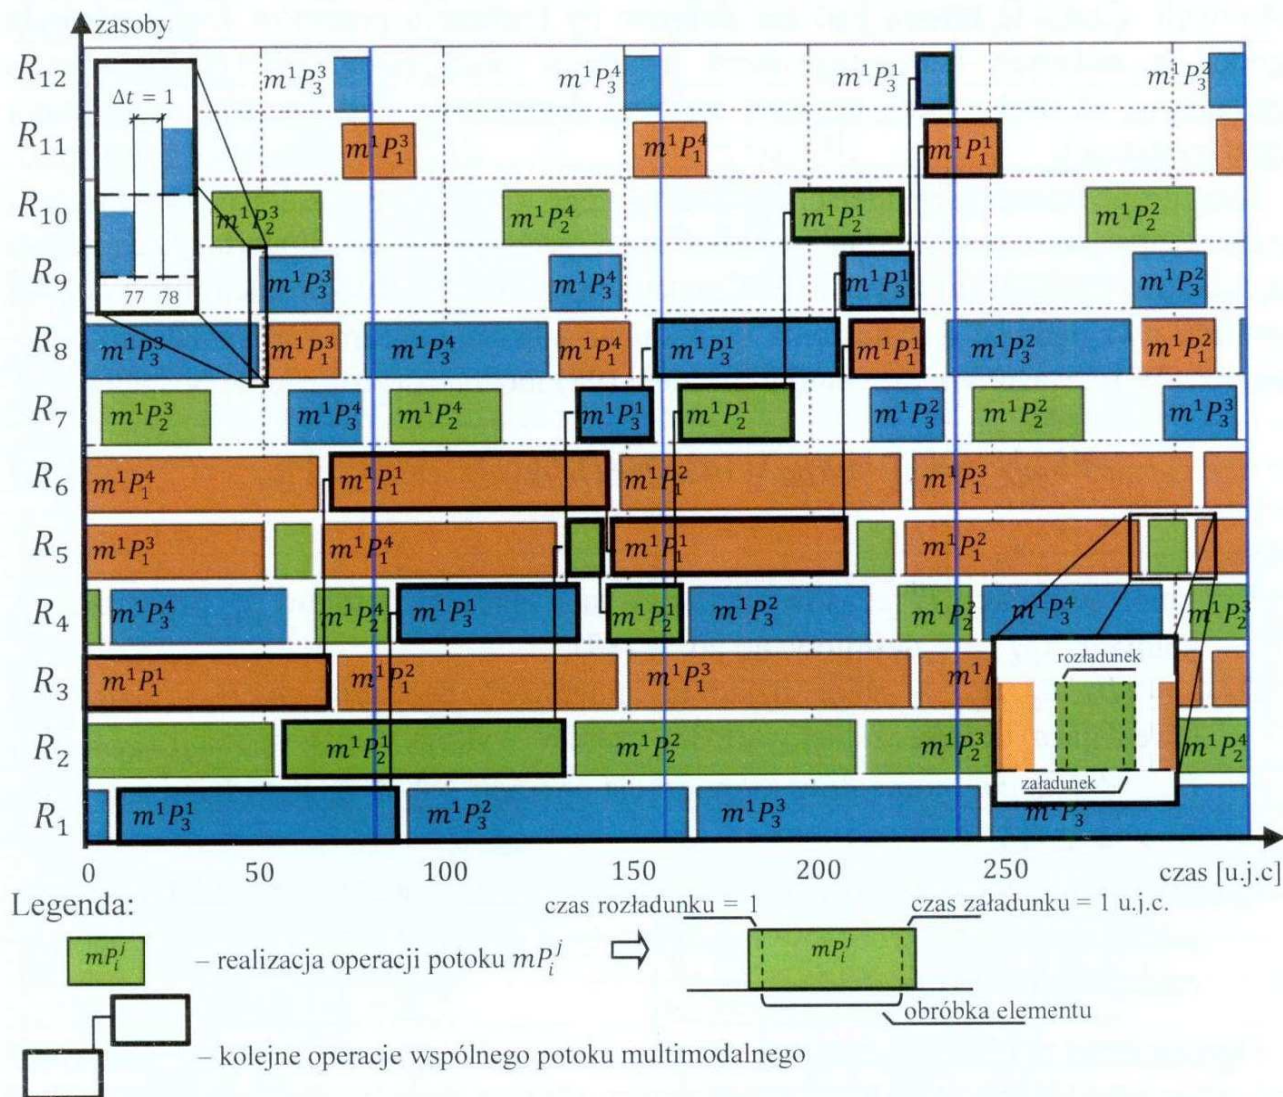 zasoby
R₁₂ m¹P₃³ m¹P₃⁴ m¹P₃¹ m¹P₃²
Δt = 1
R₁₁ m¹P₁³ m¹P₁⁴ m¹P₁¹
R₁₀ m¹P₂³ m¹P₂⁴ m¹P₂¹ m¹P₂²
R₉ m¹P₃³ m¹P₃⁴ m¹P₃¹ m¹P₃²
77 78
R₈ m¹P₃³ m¹P₁³ m¹P₃⁴ m¹P₁⁴ m¹P₃¹ m¹P₁¹ m¹P₃² m¹P₁²
R₇ m¹P₂³ m¹P₃⁴ m¹P₂⁴ m¹P₃¹ m¹P₂¹ m¹P₃² m¹P₂² m¹P₃³
R₆ m¹P₁⁴ m¹P₁¹ m¹P₁² m¹P₁³
R₅ m¹P₁³ m¹P₁⁴ m¹P₁¹ m¹P₁²
R₄ m¹P₃⁴ m¹P₂⁴ m¹P₃¹ m¹P₂¹ m¹P₃² m¹P₂² m¹P₃⁴ m¹P₂³
rozładunek
R₃ m¹P₁¹ m¹P₁² m¹P₁³
R₂ m¹P₂¹ m¹P₂² m¹P₂³ m¹P₂⁴
załadunek
R₁ m¹P₃¹ m¹P₃² m¹P₃³
0 50 100 150 200 250 czas [u.j.c]
Legenda:
czas rozładunku = 1 czas załadunku = 1 u.j.c.
mPᵢʲ – realizacja operacji potoku mPᵢʲ mPᵢʲ
obróbka elementu
– kolejne operacje wspólnego potoku multimodalnego